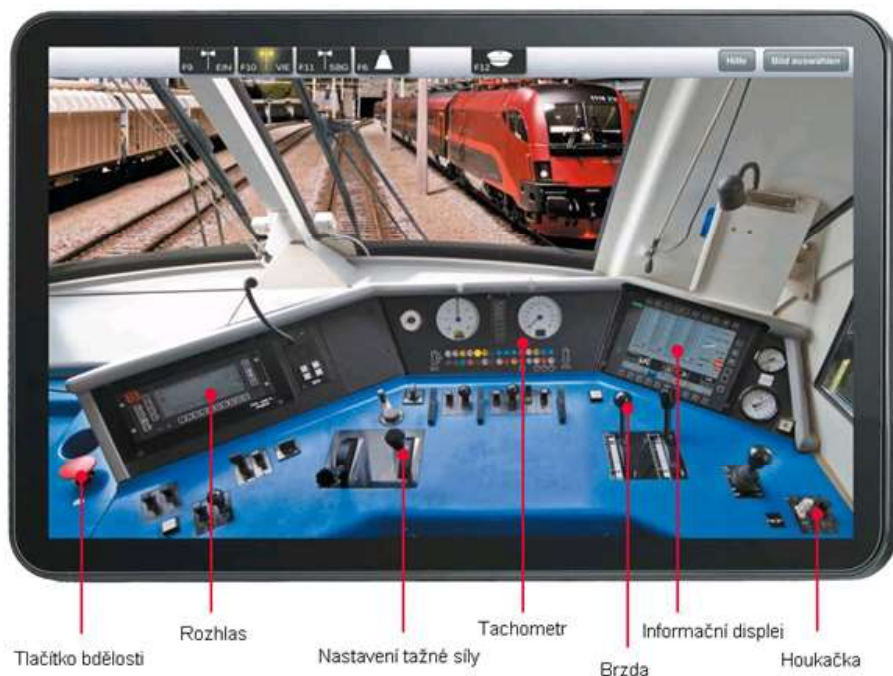 F9 EIN F10 VIE F11 SBG F6 F12 Hilfe Bild auswählen
Tlačítko bdělosti
Rozhlas
Nastavení tažné síly
Tachometr
Brzda
Informační displej
Houkačka